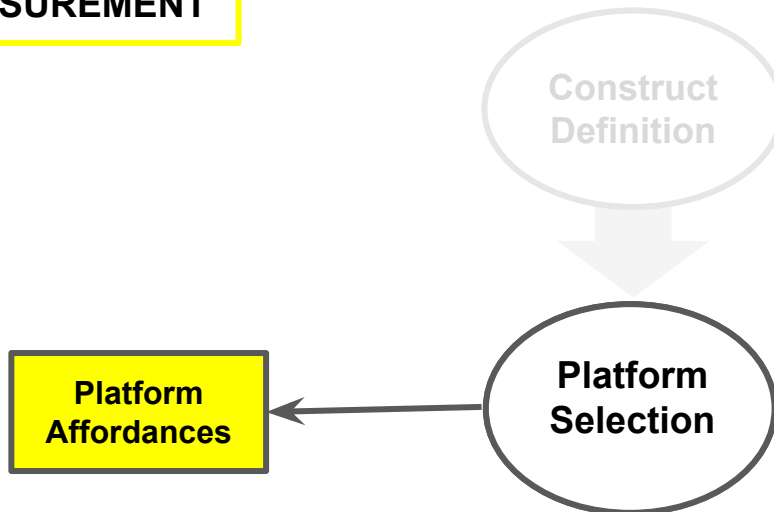 SUREMENT
Construct
Definition
Platform
Selection
Platform
Affordances